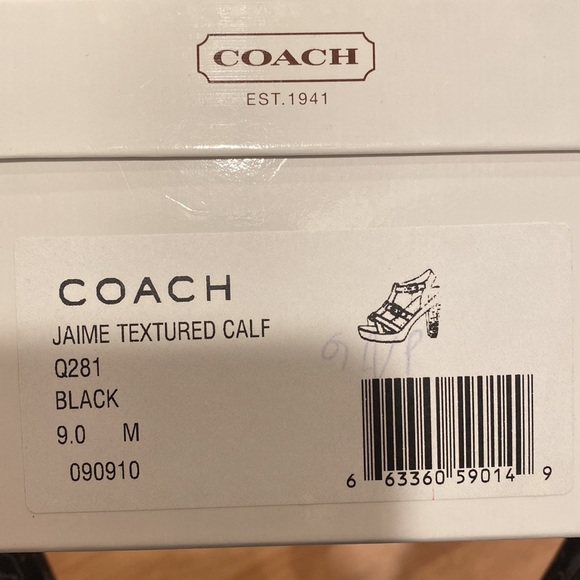 COACH
EST.1941
COACH
JAIME TEXTURED CALF
Q281
BLACK
9.0 M
090910
6 63360 59014 9